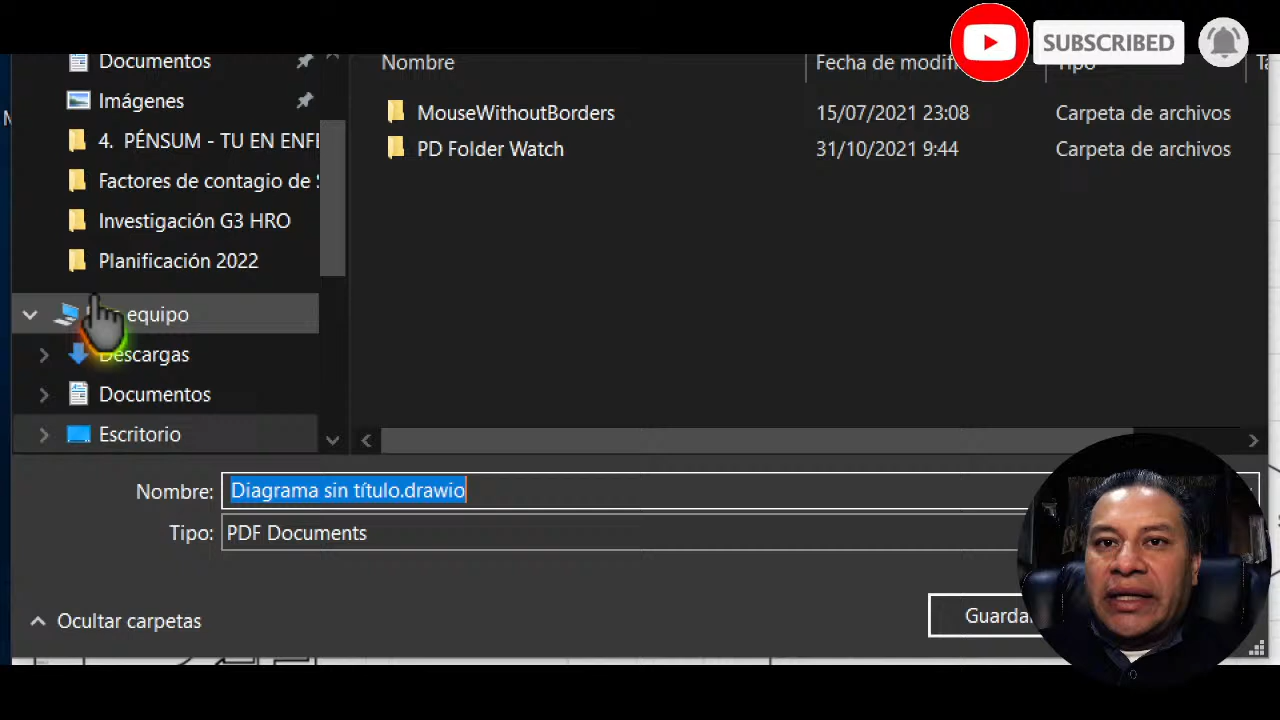 SUBSCRIBED
Documentos
Nombre
Fecha de modifi
Tipo
Imágenes
MouseWithoutBorders 15/07/2021 23:08 Carpeta de archivos
4. PÉNSUM - TU EN ENFI
PD Folder Watch 31/10/2021 9:44 Carpeta de archivos
Factores de contagio de
Investigación G3 HRO
Planificación 2022
equipo
Descargas
Documentos
Escritorio
Nombre: Diagrama sin título.drawio
Tipo: PDF Documents
Guardar
Ocultar carpetas